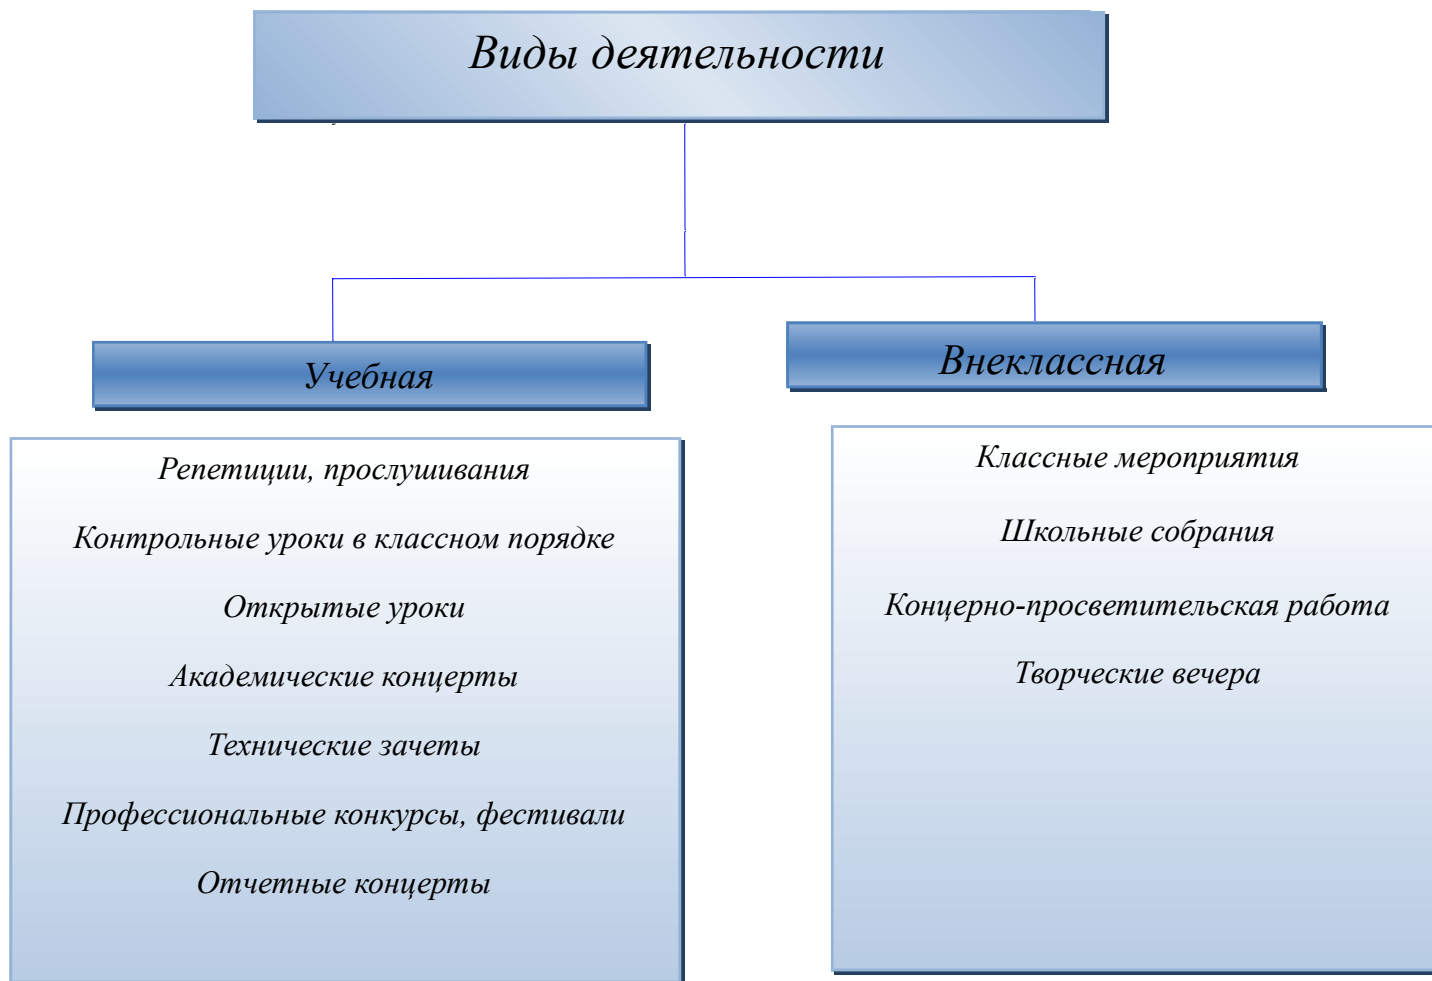 Виды деятельности
Учебная
Репетиции, прослушивания
Контрольные уроки в классном порядке
Открытые уроки
Академические концерты
Технические зачеты
Профессиональные конкурсы, фестивали
Отчетные концерты
Внеклассная
Классные мероприятия
Школьные собрания
Концерно-просветительская работа
Творческие вечера